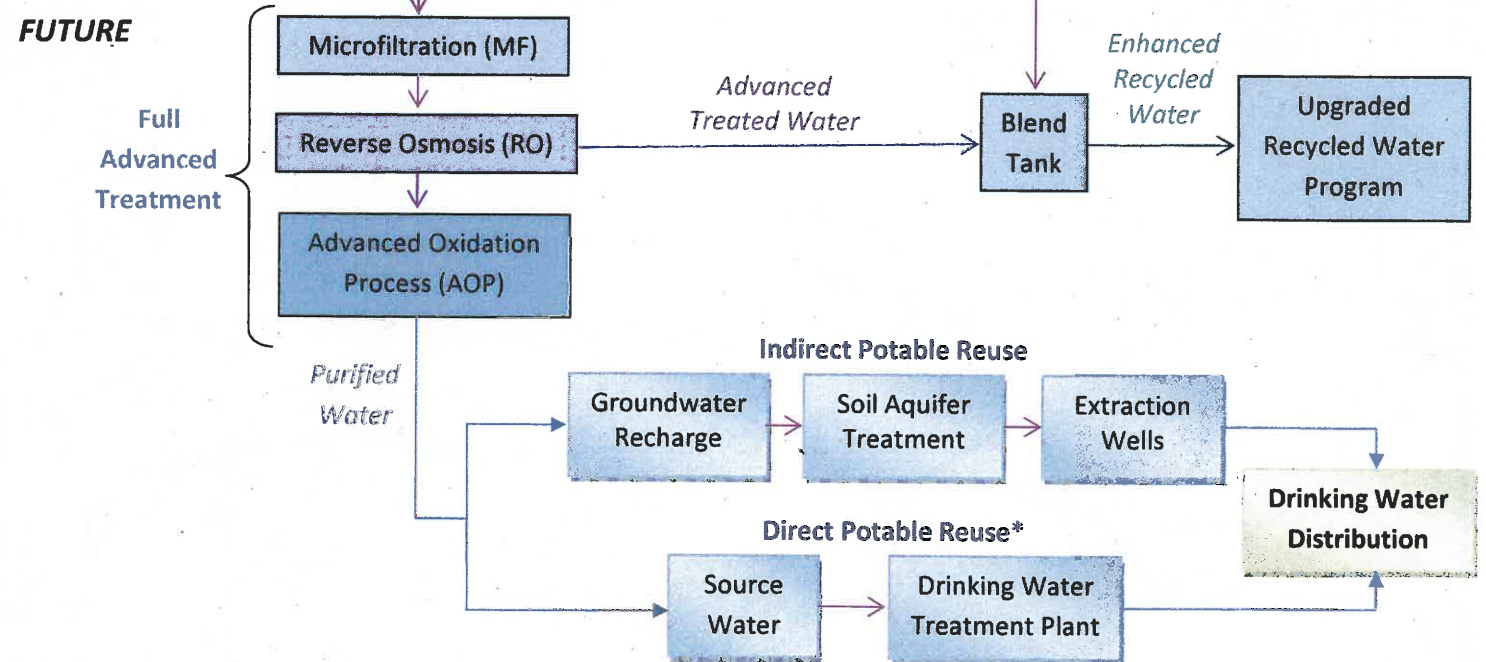 FUTURE
Microfiltration (MF)
Enhanced
Recycled
Water
Advanced
Treated Water
Full
Advanced
Treatment
Reverse Osmosis (RO)
Blend
Tank
Upgraded
Recycled Water
Program
Advanced Oxidation
Process (AOP)
Purified
Water
Indirect Potable Reuse
Groundwater
Recharge
Soil Aquifer
Treatment
Extraction
Wells
Drinking Water
Distribution
Direct Potable Reuse*
Source
Water
Drinking Water
Treatment Plant